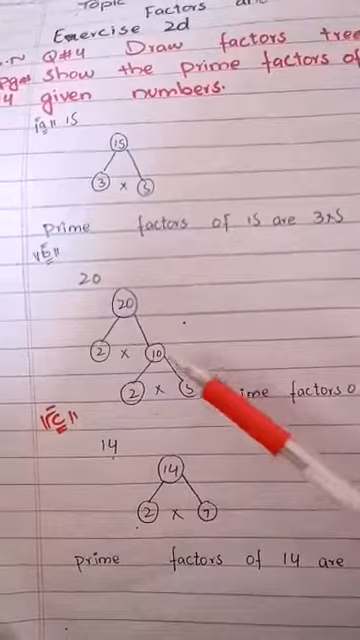 Topic Factors
Exercise 2d
Q#4 Draw factors tree
Pg# show the prime factors of
given numbers.
"a" 15
15
3 × 5
prime factors of 15 are 3×5
"b"
20
20
2 × 10
2 × 5
factors
"c"
14
14
2 × 7
prime factors of 14 are